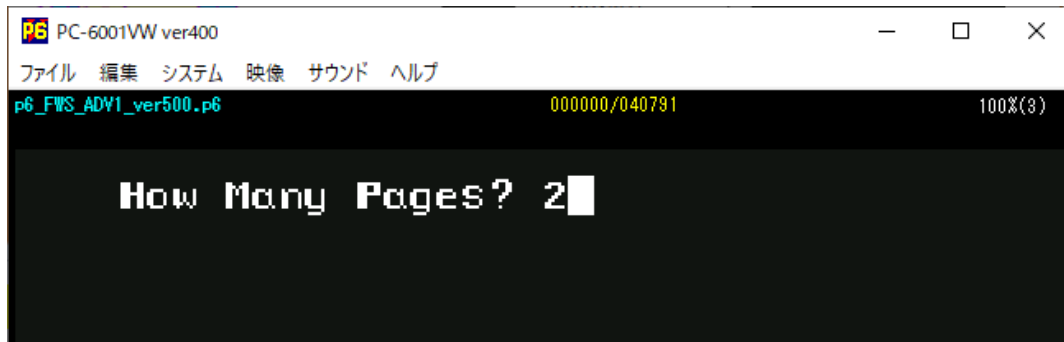 P6 PC-6001VW ver400
ファイル 編集 システム 映像 サウンド ヘルプ
p6_FWS_ADV1_ver500.p6 000000/040791 100%(3)
How Many Pages? 2